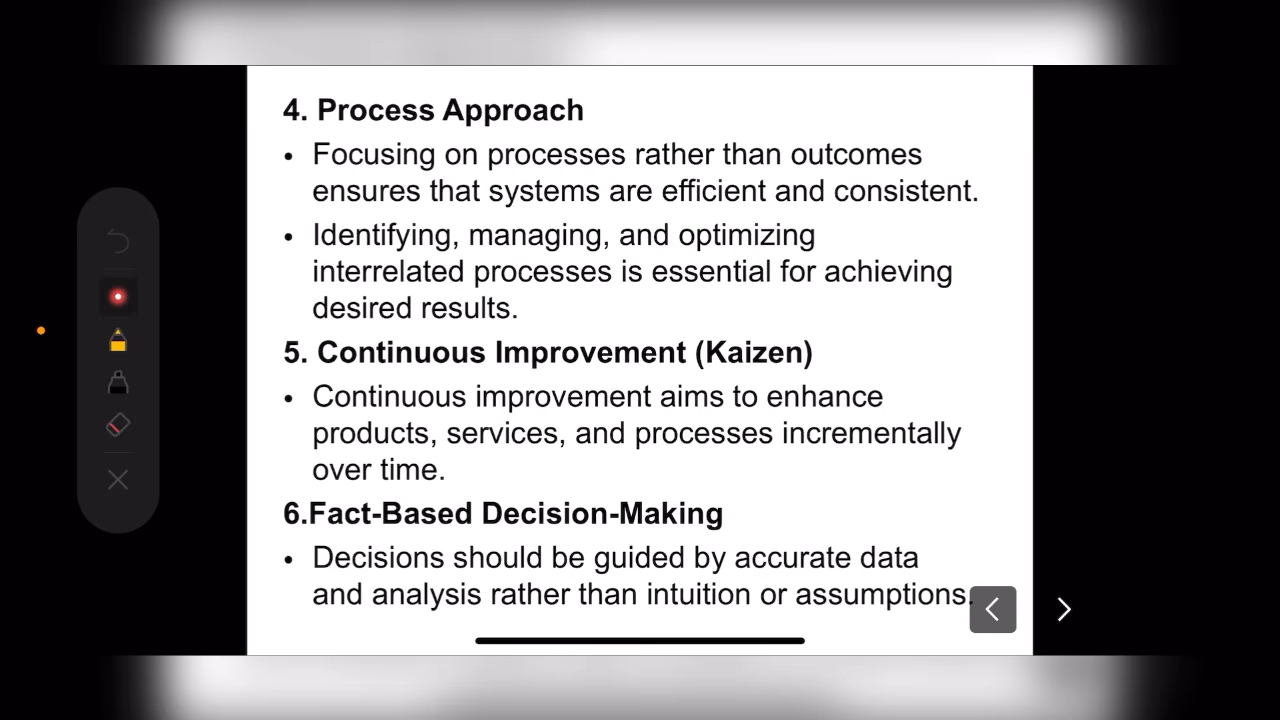 4. Process Approach
• Focusing on processes rather than outcomes
ensures that systems are efficient and consistent.
• Identifying, managing, and optimizing
interrelated processes is essential for achieving
desired results.
5. Continuous Improvement (Kaizen)
• Continuous improvement aims to enhance
products, services, and processes incrementally
over time.
6.Fact-Based Decision-Making
• Decisions should be guided by accurate data
and analysis rather than intuition or assumptions.